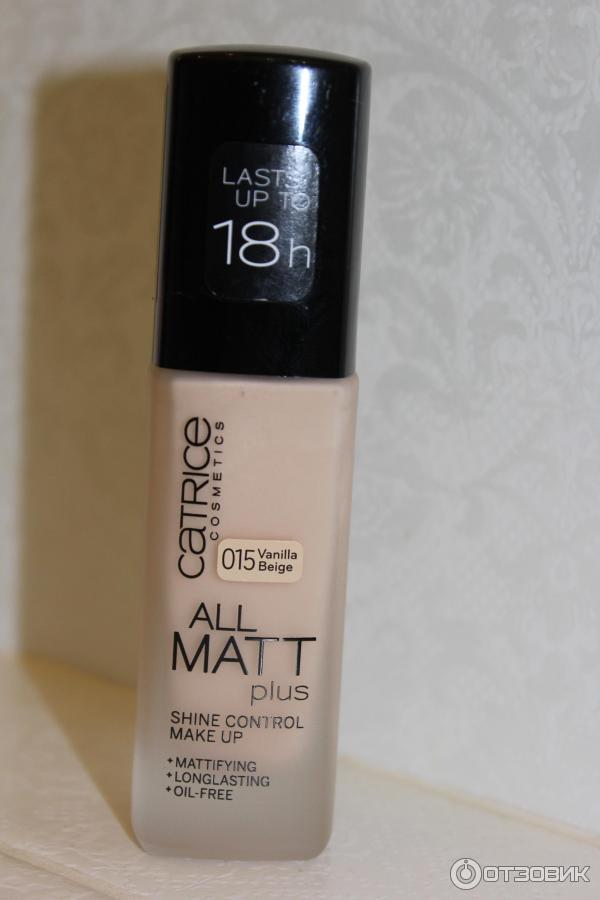 LASTS
UP TO
18h
CATRICE
COSMETICS
015 Vanilla
Beige
ALL
MATT
plus
SHINE CONTROL
MAKE UP
+MATTIFYING
+LONGLASTING
+OIL-FREE
ОТЗОВИК